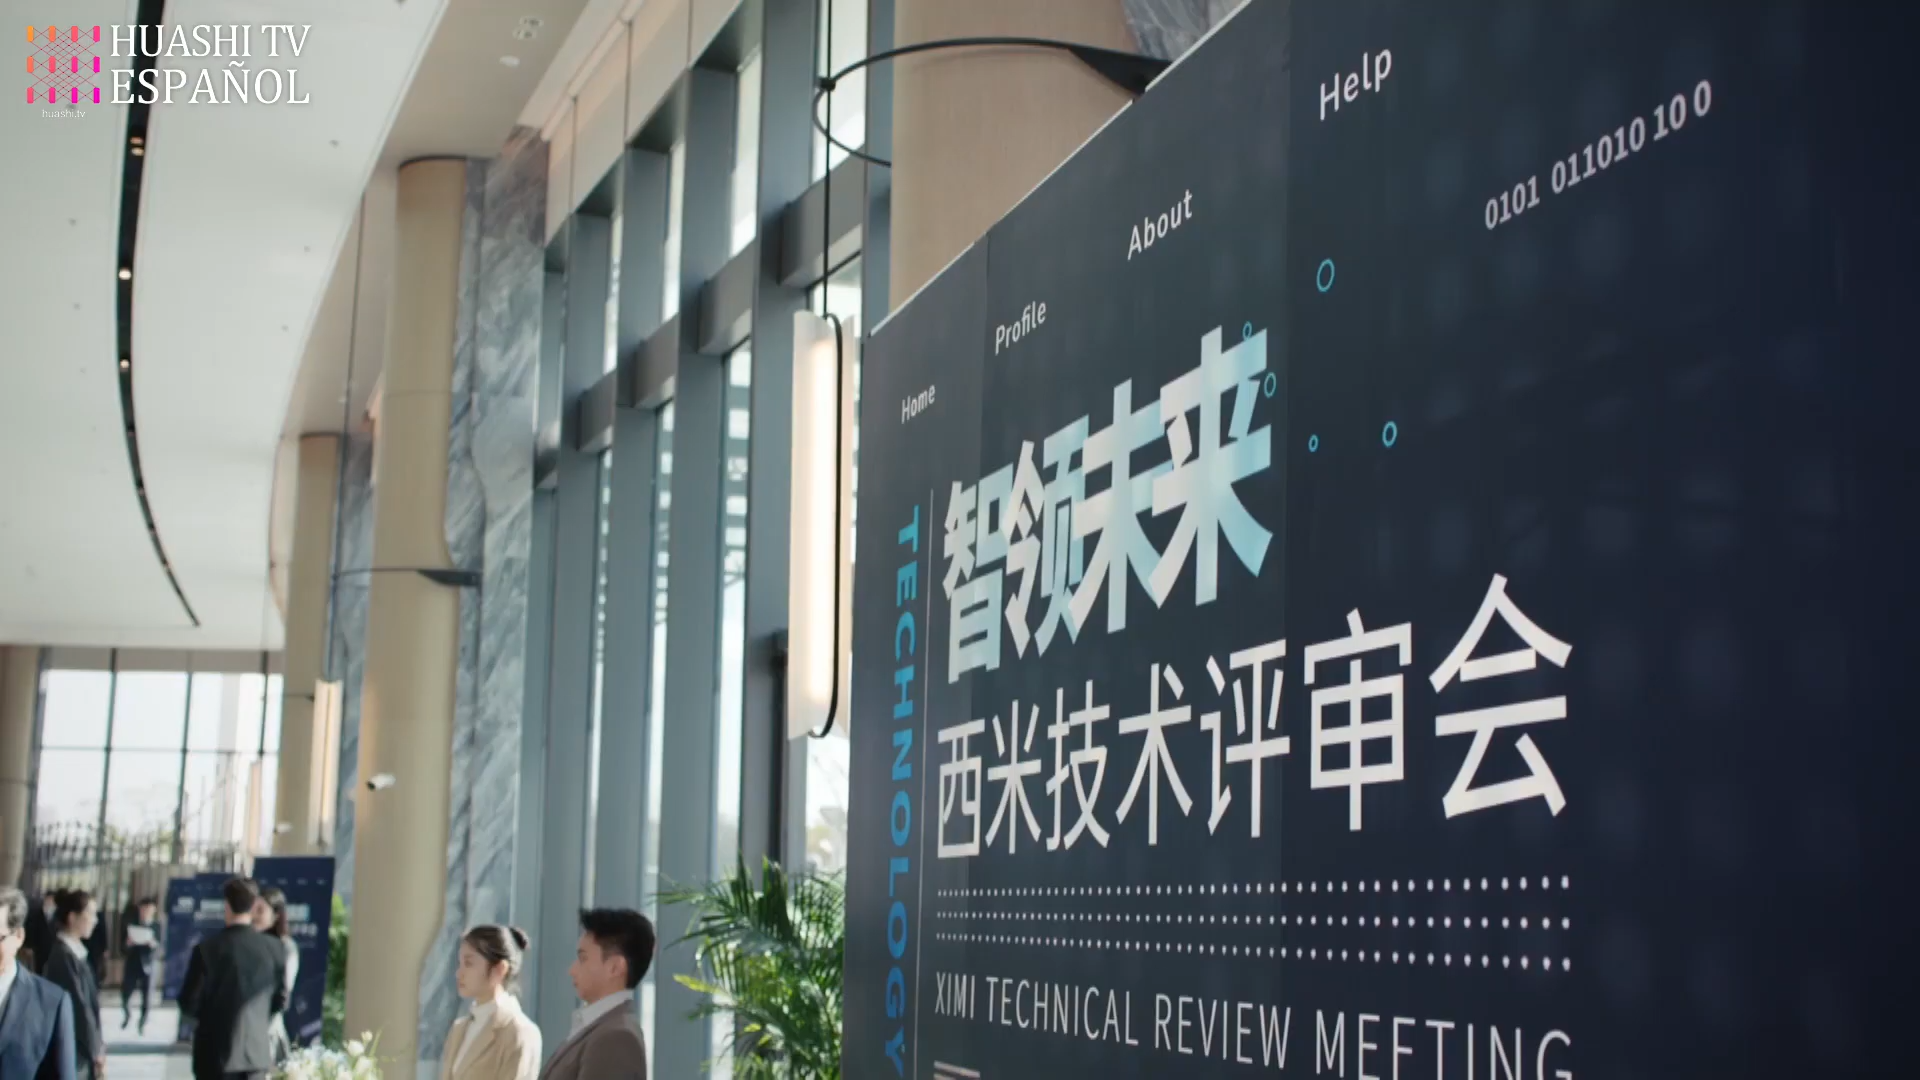 HUASHI TV
ESPAÑOL
huashi.tv
Home Profile About Help
0101 011010 10 0
智领未来
西米技术评审会
TECHNOLOGY
XIMI TECHNICAL REVIEW MEETING